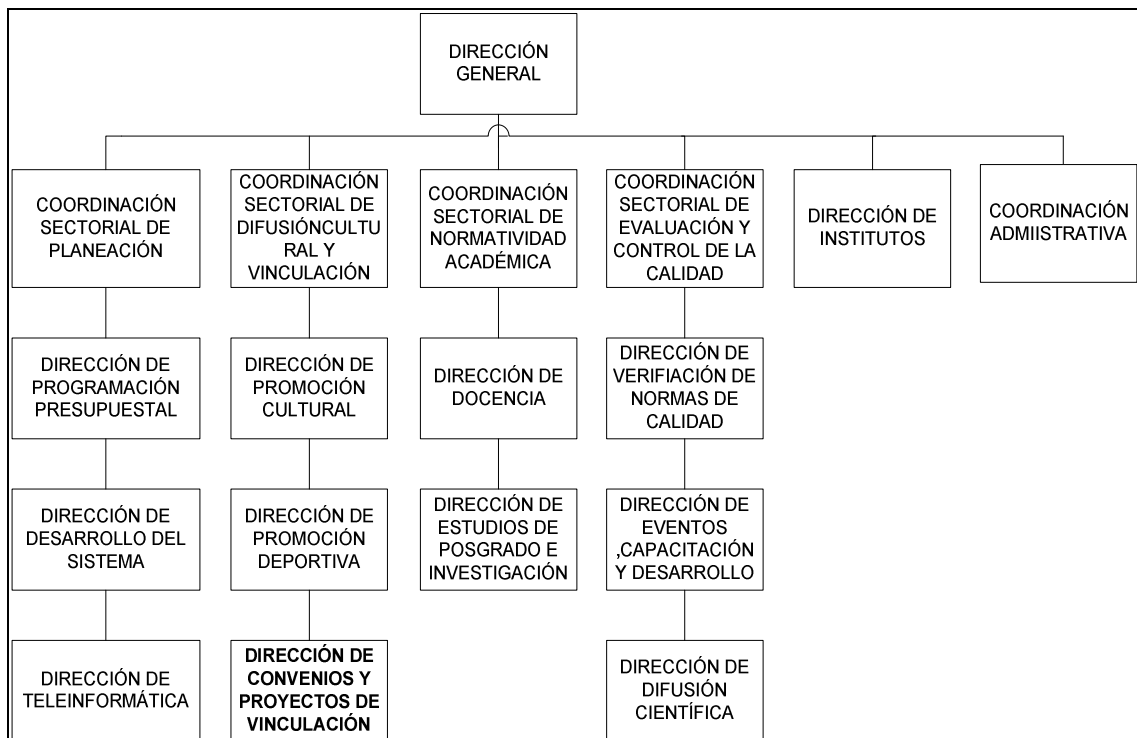 DIRECCIÓN
GENERAL
COORDINACIÓN
SECTORIAL DE
PLANEACIÓN
COORDINACIÓN
SECTORIAL DE
DIFUSIÓNCULTU
RAL Y
VINCULACIÓN
COORDINACIÓN
SECTORIAL DE
NORMATIVIDAD
ACADÉMICA
COORDINACIÓN
SECTORIAL DE
EVALUACIÓN Y
CONTROL DE LA
CALIDAD
DIRECCIÓN DE
INSTITUTOS
COORDINACIÓN
ADMIISTRATIVA
DIRECCIÓN DE
PROGRAMACIÓN
PRESUPUESTAL
DIRECCIÓN DE
PROMOCIÓN
CULTURAL
DIRECCIÓN DE
DOCENCIA
DIRECCIÓN DE
VERIFIACIÓN DE
NORMAS DE
CALIDAD
DIRECCIÓN DE
DESARROLLO DEL
SISTEMA
DIRECCIÓN DE
PROMOCIÓN
DEPORTIVA
DIRECCIÓN DE
ESTUDIOS DE
POSGRADO E
INVESTIGACIÓN
DIRECCIÓN DE
EVENTOS
,CAPACITACIÓN
Y DESARROLLO
DIRECCIÓN DE
TELEINFORMÁTICA
DIRECCIÓN DE
CONVENIOS Y
PROYECTOS DE
VINCULACIÓN
DIRECCIÓN DE
DIFUSIÓN
CIENTÍFICA